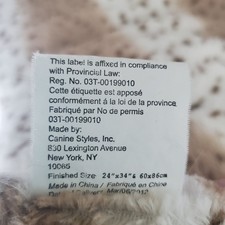 This label is affixed in compliance
with Provincial Law:
Reg. No. 03T-00199010
Cette étiquette est apposé
conformément à la loi de la province
Fabriqué par No de permis
03T-00199010
Made by:
Canine Styles, Inc.
830 Lexington Avenue
New York, NY
10065
Finished Size: 24"x34"& 60x86cm
Made in China / Fabriqué en Chine